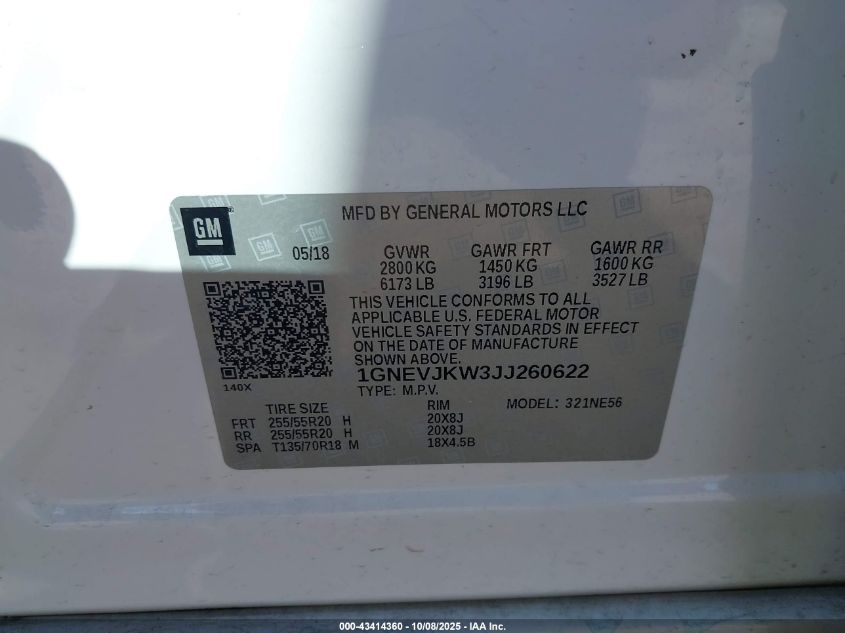 GM
MFD BY GENERAL MOTORS LLC
05/18 GVWR GAWR FRT GAWR RR
2800 KG 1450 KG 1600 KG
6173 LB 3196 LB 3527 LB
THIS VEHICLE CONFORMS TO ALL
APPLICABLE U.S. FEDERAL MOTOR
VEHICLE SAFETY STANDARDS IN EFFECT
ON THE DATE OF MANUFACTURE
SHOWN ABOVE.
140X
1GNEVJKW3JJ260622
TYPE: M.P.V.
TIRE SIZE RIM MODEL: 321NE56
FRT 255/55R20 H 20X8J
RR 255/55R20 H 20X8J
SPA T135/70R18 M 18X4.5B
000-43414360 - 10/08/2025 - IAA Inc.